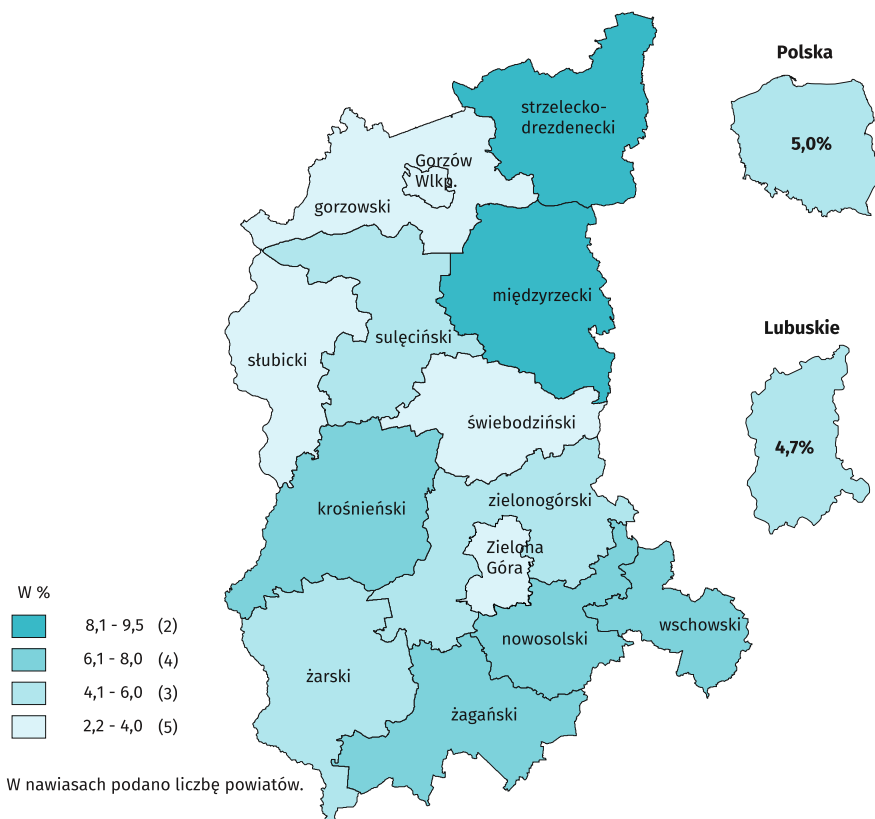 Polska
5,0%
strzelecko-
drezdenecki
Gorzów
Wlkp.
gorzowski
międzyrzecki
sulęciński
słubicki
Lubuskie
4,7%
świebodziński
krośnieński
zielonogórski
Zielona
Góra
nowosolski
wschowski
żarski
żagański
W %
8,1 - 9,5 (2)
6,1 - 8,0 (4)
4,1 - 6,0 (3)
2,2 - 4,0 (5)
W nawiasach podano liczbę powiatów.